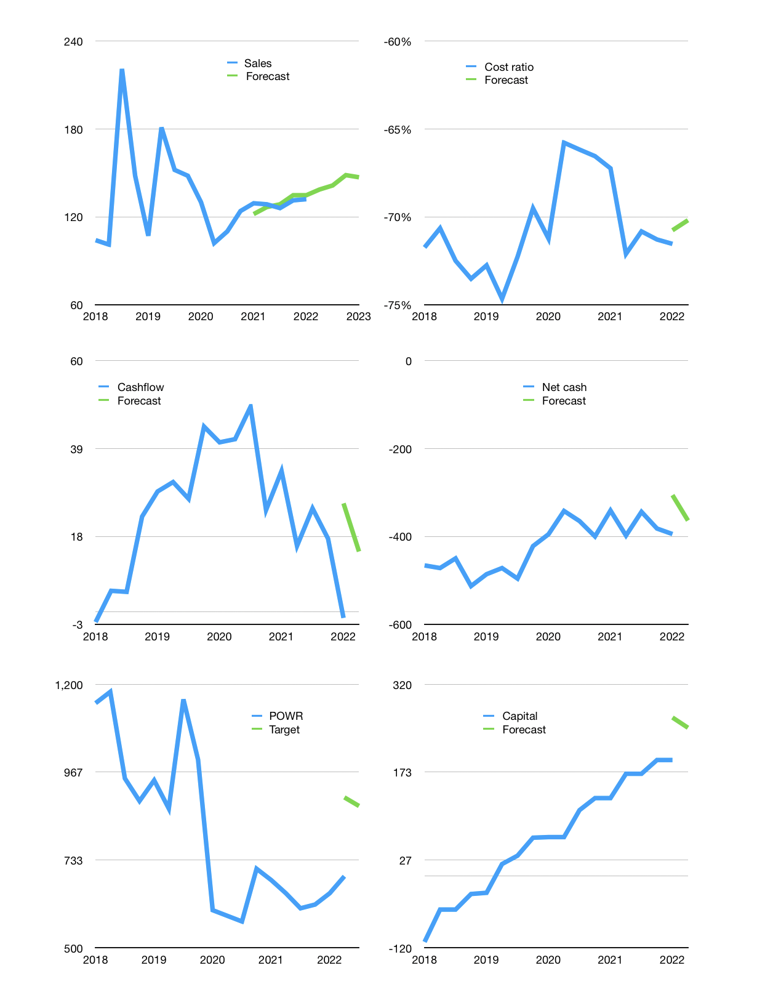 240
Sales
Forecast
180
120
60
2018 2019 2020 2021 2022 2023
-60%
Cost ratio
Forecast
-65%
-70%
-75%
2018 2019 2020 2021 2022
60
Cashflow
Forecast
39
18
-3
2018 2019 2020 2021 2022
0
Net cash
Forecast
-200
-400
-600
2018 2019 2020 2021 2022
1,200
POWR
Target
967
733
500
2018 2019 2020 2021 2022
320
Capital
Forecast
173
27
-120
2018 2019 2020 2021 2022